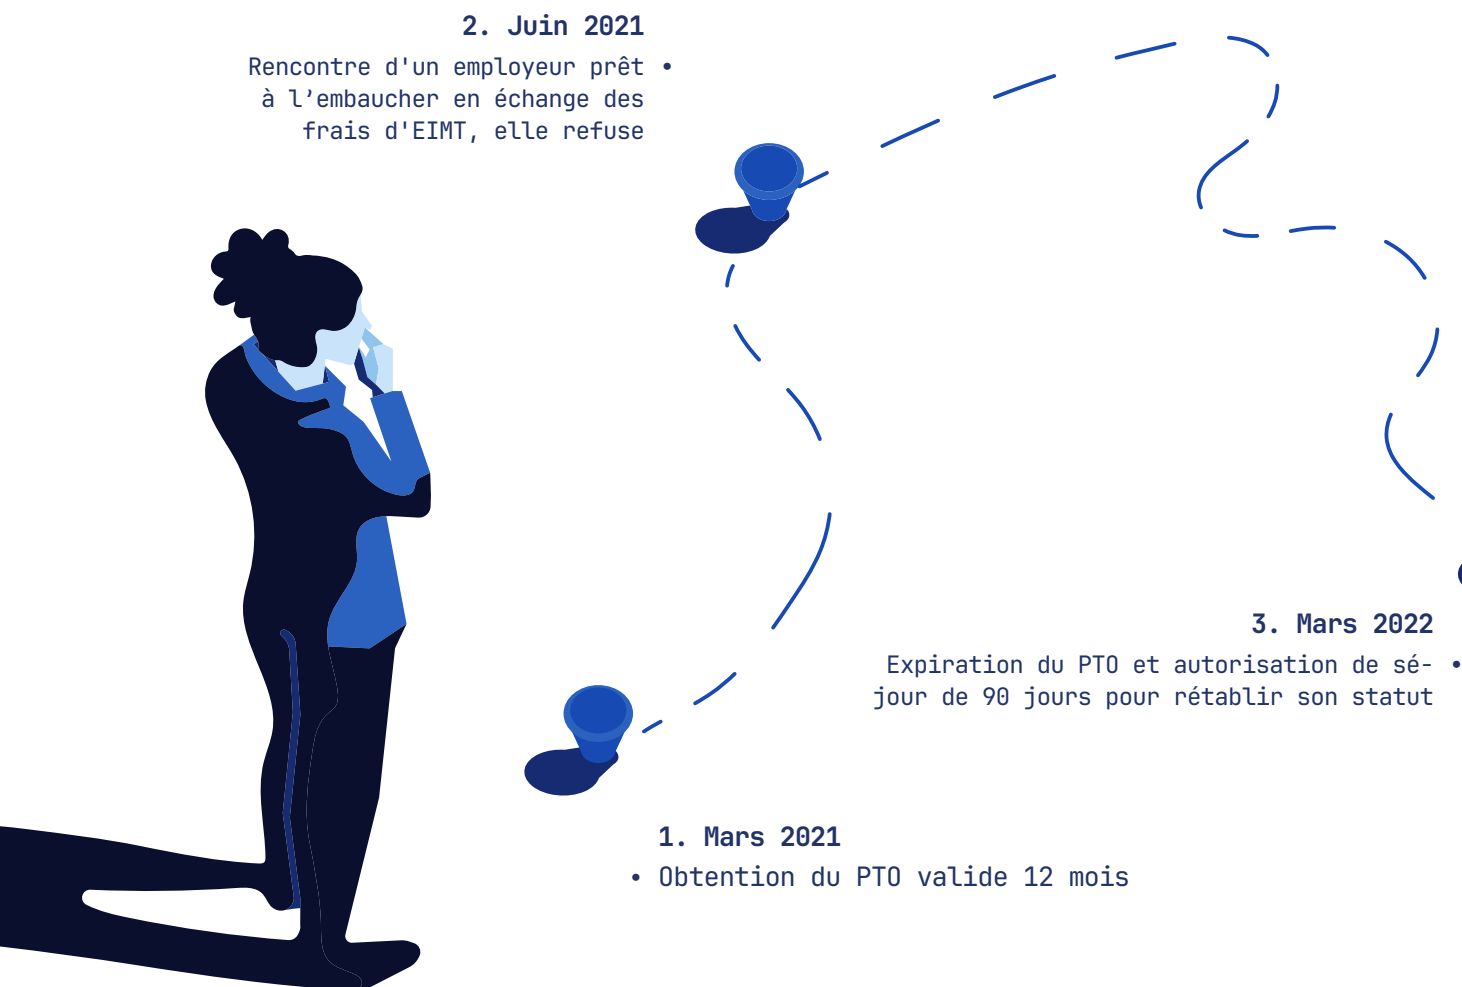 2. Juin 2021
Rencontre d'un employeur prêt •
à l’embaucher en échange des
frais d'EIMT, elle refuse
3. Mars 2022
Expiration du PTO et autorisation de sé- •
jour de 90 jours pour rétablir son statut
1. Mars 2021
• Obtention du PTO valide 12 mois